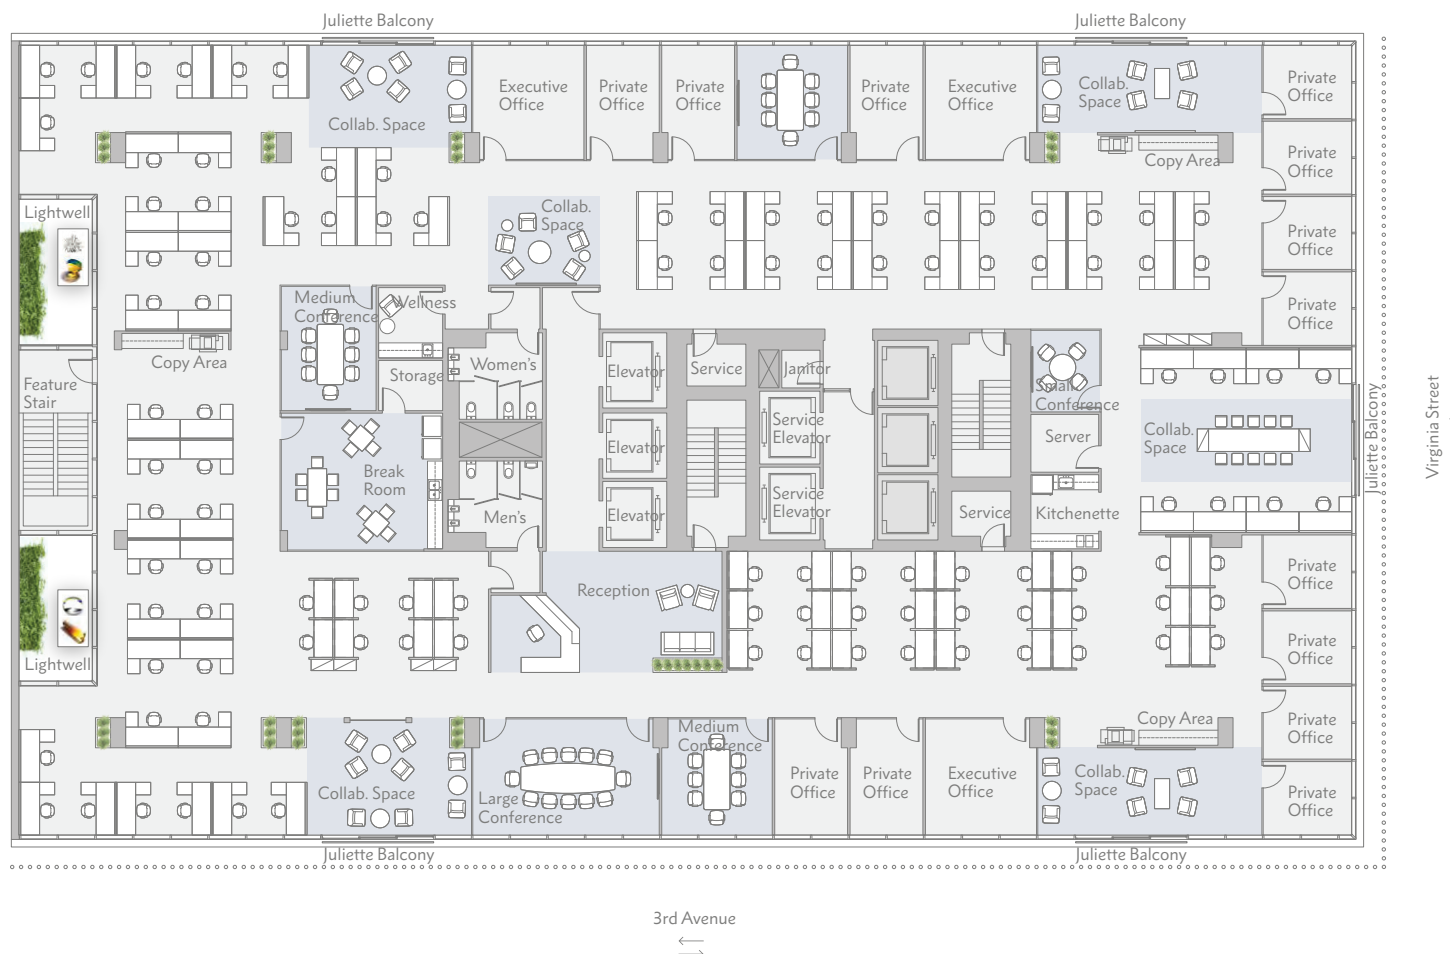 Juliette Balcony
Juliette Balcony
Collab. Space
Executive
Office
Private
Office
Private
Office
Private
Office
Executive
Office
Collab.
Space
Private
Office
Copy Area
Private
Office
Lightwell
Collab.
Space
Private
Office
Medium
Conference
Wellness
Private
Office
Copy Area
Feature
Stair
Storage
Women's
Elevator
Service
Janitor
Small
Conference
Juliette Balcony
Virginia Street
Break
Room
Elevator
Service
Elevator
Server
Collab.
Space
Men's
Elevator
Service
Elevator
Service
Kitchenette
Reception
Private
Office
Lightwell
Private
Office
Medium
Conference
Copy Area
Private
Office
Collab. Space
Large
Conference
Private
Office
Private
Office
Executive
Office
Collab.
Space
Private
Office
Juliette Balcony
Juliette Balcony
3rd Avenue